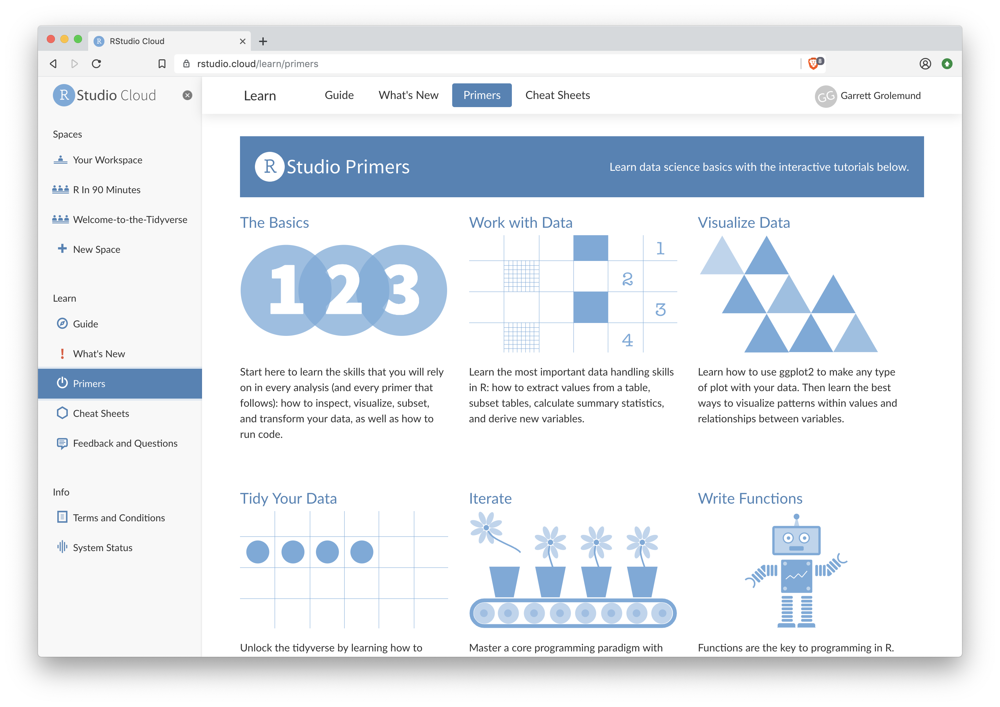 R RStudio Cloud
rstudio.cloud/learn/primers
8
R Studio Cloud
Learn
Guide
What's New
Primers
Cheat Sheets
GG
Garrett Grolemund
Spaces
Your Workspace
R In 90 Minutes
Welcome-to-the-Tidyverse
New Space
Learn
Guide
What's New
Primers
Cheat Sheets
Feedback and Questions
Info
Terms and Conditions
System Status
R Studio Primers
Learn data science basics with the interactive tutorials below.
The Basics
1 2 3
Start here to learn the skills that you will rely
on in every analysis (and every primer that
follows): how to inspect, visualize, subset,
and transform your data, as well as how to
run code.
Work with Data
1
2
3
4
Learn the most important data handling skills
in R: how to extract values from a table,
subset tables, calculate summary statistics,
and derive new variables.
Visualize Data
Learn how to use ggplot2 to make any type
of plot with your data. Then learn the best
ways to visualize patterns within values and
relationships between variables.
Tidy Your Data
Unlock the tidyverse by learning how to
Iterate
Master a core programming paradigm with
Write Functions
Functions are the key to programming in R.